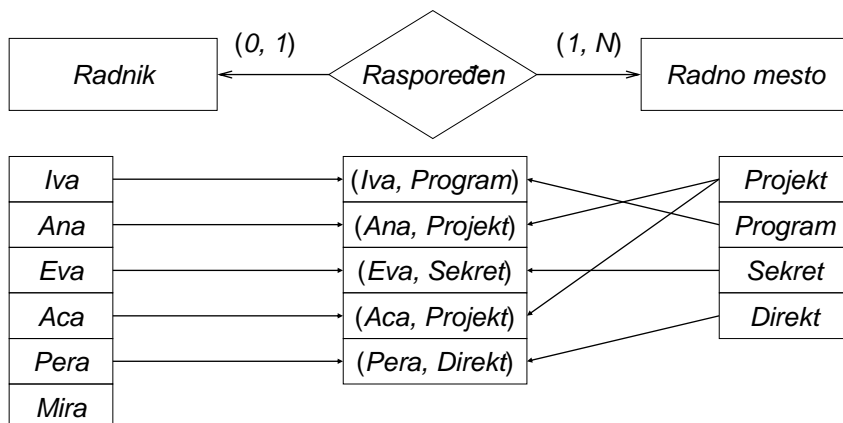 (0, 1) (1, N)
Radnik Raspoređen Radno mesto
Iva (Iva, Program) Projekt
Ana (Ana, Projekt) Program
Eva (Eva, Sekret) Sekret
Aca (Aca, Projekt) Direkt
Pera (Pera, Direkt)
Mira